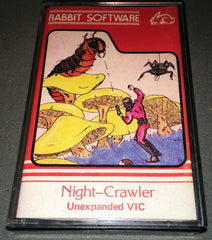 RABBIT SOFTWARE
Night-Crawler
Unexpanded VIC